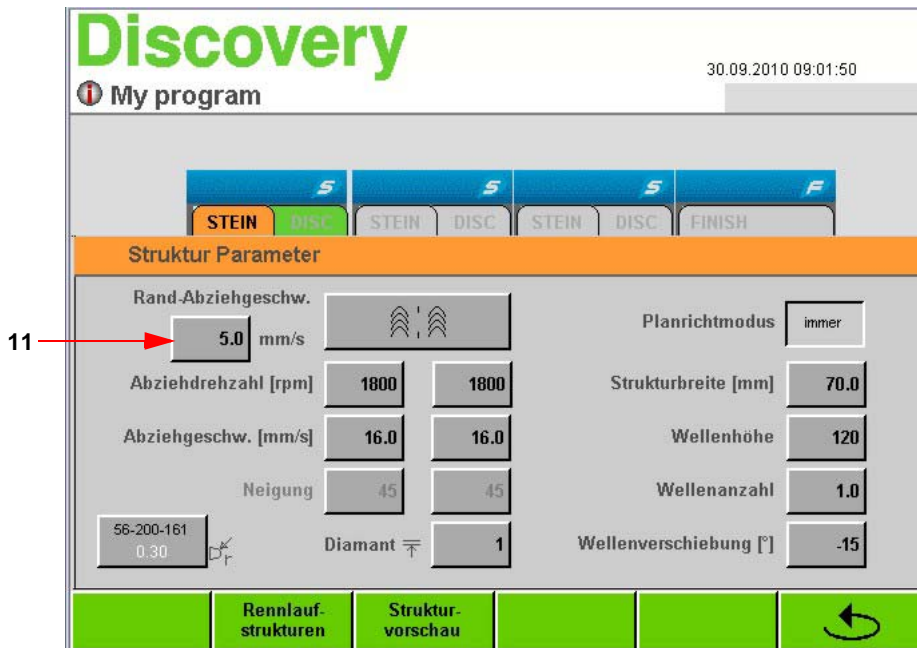 Discovery
30.09.2010 09:01:50
My program
S S S F
STEIN DISC STEIN DISC STEIN DISC FINISH
Struktur Parameter
Rand-Abziehgeschw.
11
5.0 mm/s
Planrichtmodus immer
Abziehdrehzahl [rpm] 1800 1800
Strukturbreite [mm] 70.0
Abziehgeschw. [mm/s] 16.0 16.0
Wellenhöhe 120
Neigung 45 45
Wellenanzahl 1.0
56-200-161
0.30
r
Diamant 1
Wellenverschiebung [°] -15
Rennlauf-
strukturen
Struktur-
vorschau